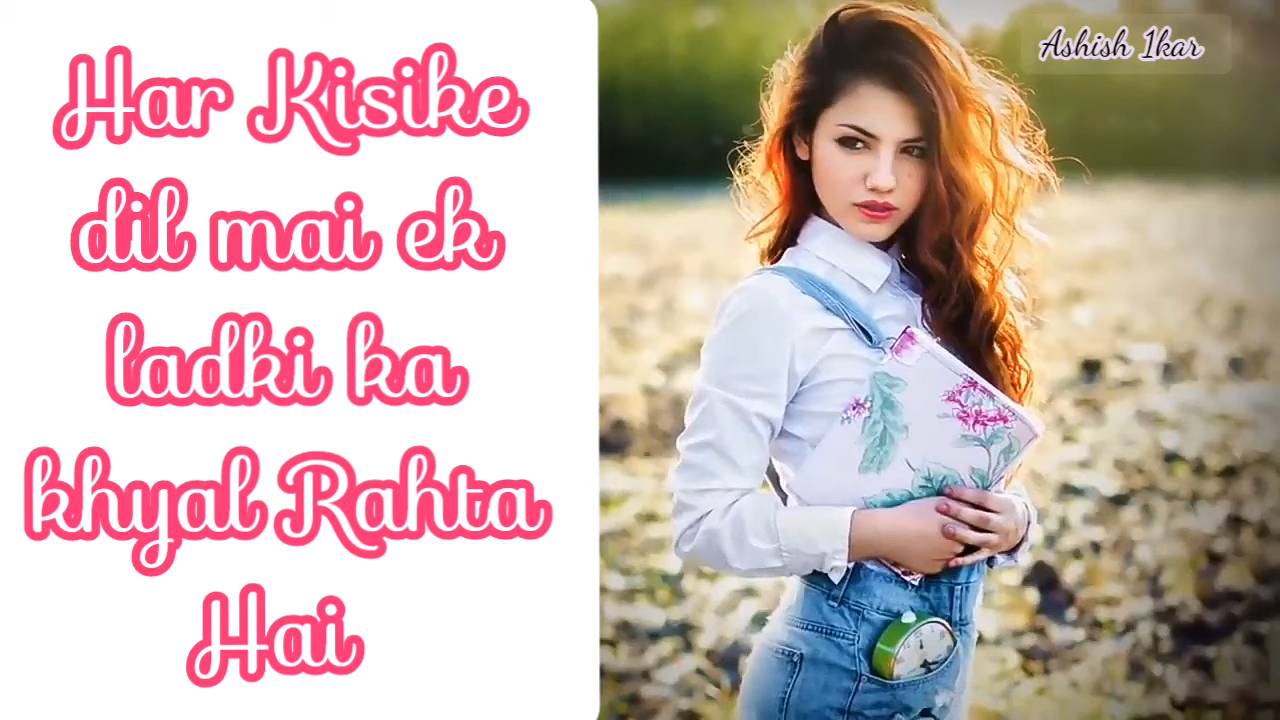 Har Kisike
dil mai ek
ladki ka
khyal Rahta
Hai
Ashish 1kar